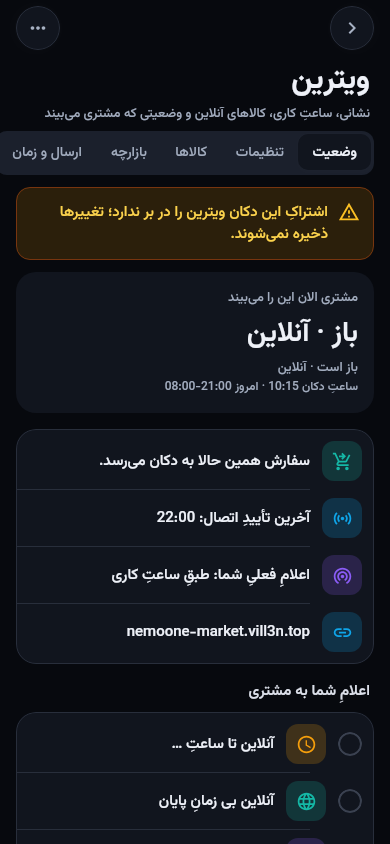 ویترین
نشانی، ساعتِ کاری، کالاهای آنلاین و وضعیتی که مشتری می‌بیند
وضعیت
تنظیمات
کالاها
بازارچه
ارسال و زمان
اشتراکِ این دکان ویترین را در بر ندارد؛ تغییرها
ذخیره نمی‌شوند.
مشتری الان این را می‌بیند
باز · آنلاین
باز است · آنلاین
ساعتِ دکان 10:15 · امروز 08:00–21:00
سفارش همین حالا به دکان می‌رسد.
آخرین تأییدِ اتصال: 22:00
اعلامِ فعلیِ شما: طبقِ ساعتِ کاری
nemoone-market.vill3n.top
اعلامِ شما به مشتری
آنلاین تا ساعتِ ...
آنلاین بی زمانِ پایان